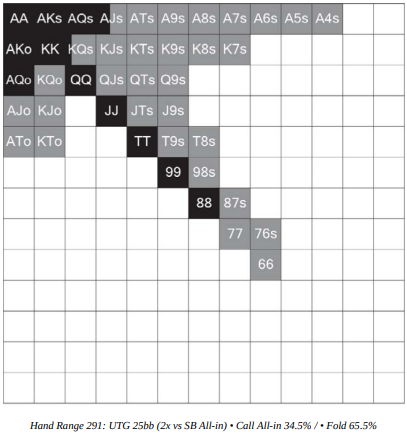 AA AKs AQs AJs ATs A9s A8s A7s A6s A5s A4s
AKo KK KQs KJs KTs K9s K8s K7s
AQo KQo QQ QJs QTs Q9s
AJo KJo JJ JTs J9s
ATo KTo TT T9s T8s
99 98s
88 87s
77 76s
66
Hand Range 291: UTG 25bb (2x vs SB All-in) • Call All-in 34.5% / • Fold 65.5%